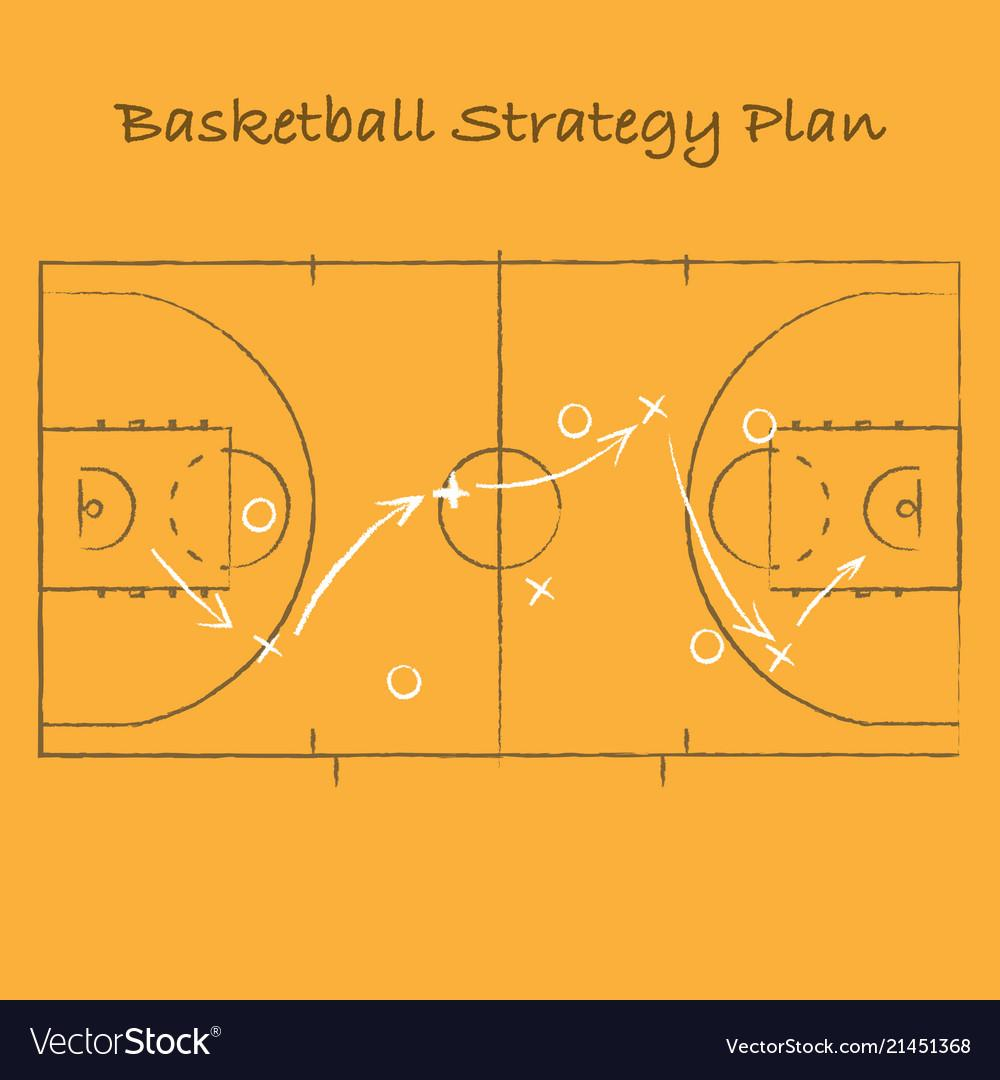 Basketball Strategy Plan
VectorStock®
VectorStock.com/21451368